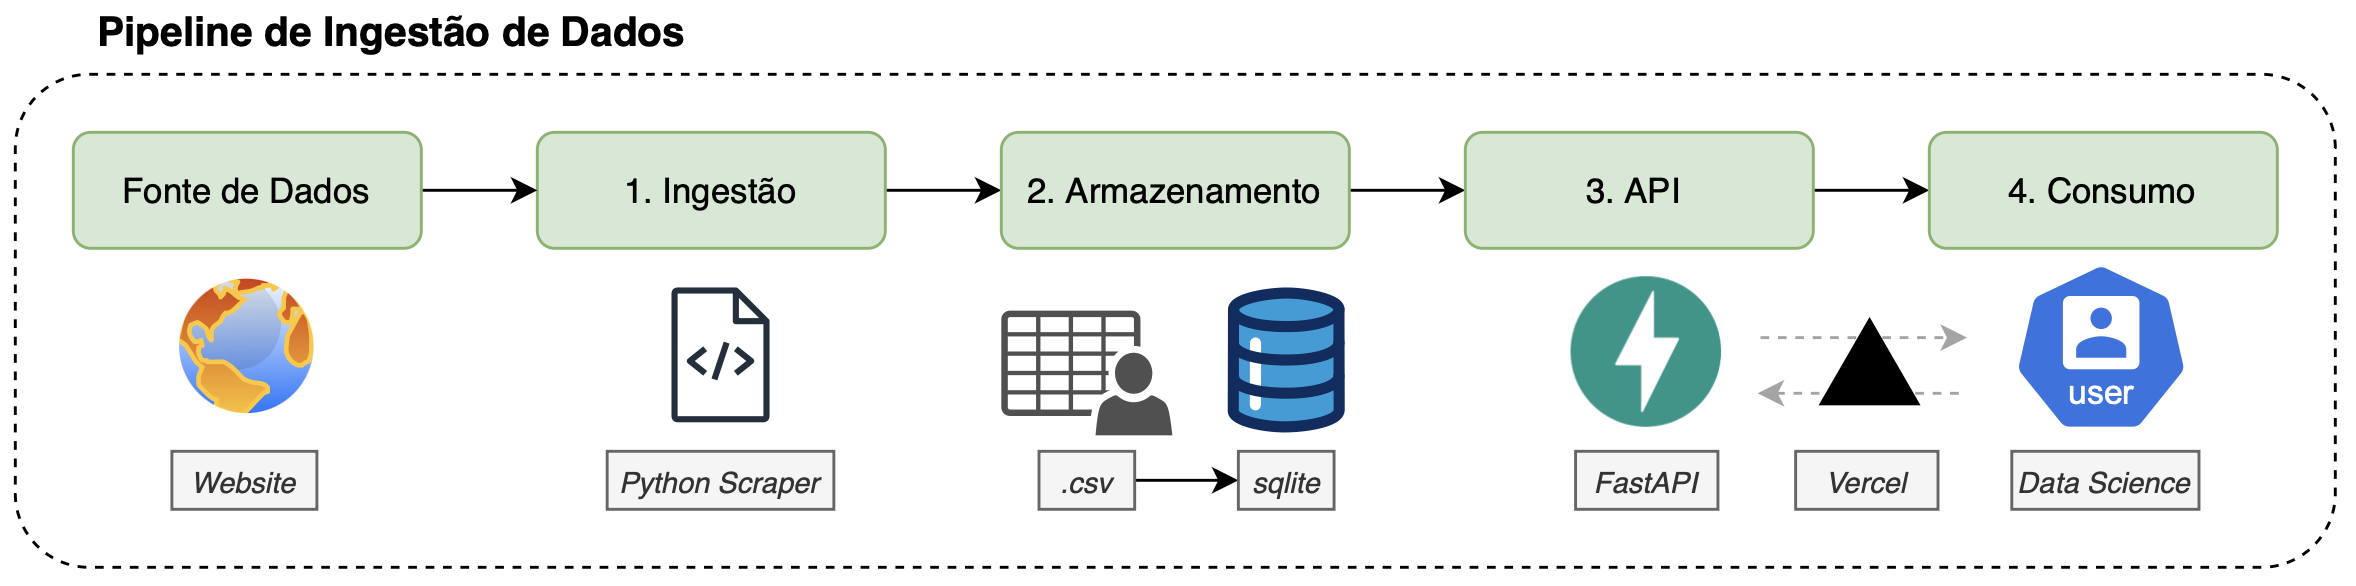 Pipeline de Ingestão de Dados
Fonte de Dados
1. Ingestão
2. Armazenamento
3. API
4. Consumo
user
Website
Python Scraper
.csv
sqlite
FastAPI
Vercel
Data Science